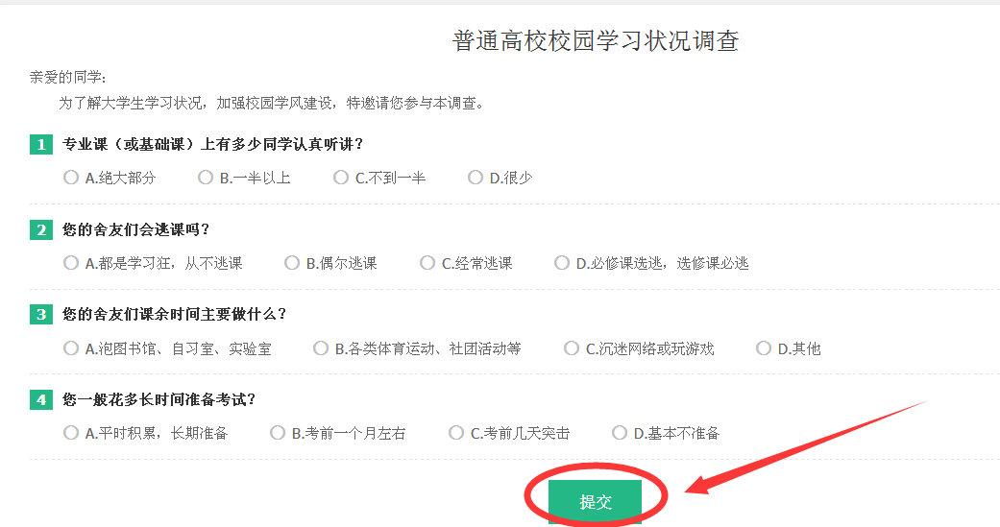 普通高校校园学习状况调查
亲爱的同学:
为了解大学生学习状况，加强校园学风建设，特邀请您参与本调查。
1 专业课（或基础课）上有多少同学认真听讲?
A.绝大部分 B.一半以上 C.不到一半 D.很少
2 您的舍友们会逃课吗?
A.都是学习狂，从不逃课 B.偶尔逃课 C.经常逃课 D.必修课选逃，选修课必逃
3 您的舍友们课余时间主要做什么?
A.泡图书馆、自习室、实验室 B.各类体育运动、社团活动等 C.沉迷网络或玩游戏 D.其他
4 您一般花多长时间准备考试?
A.平时积累，长期准备 B.考前一个月左右 C.考前几天突击 D.基本不准备
提交